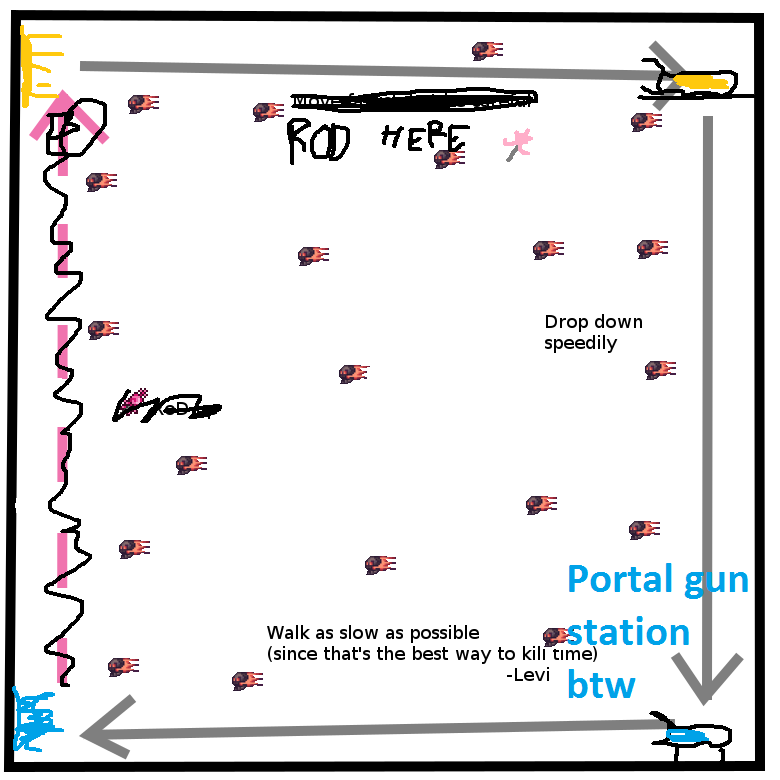 ROD HERE
Drop down
speedily
Portal gun
station
btw
Walk as slow as possible
(since that's the best way to kill time)
-Levi